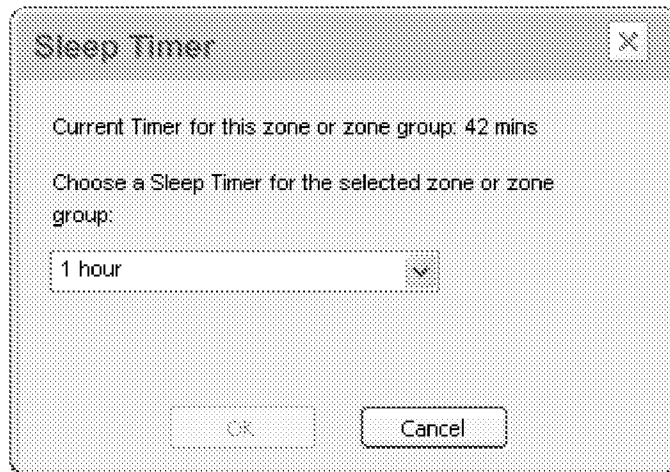 Sleep Timer
Current Timer for this zone or zone group: 42 mins
Choose a Sleep Timer for the selected zone or zone
group:
1 hour
OK
Cancel